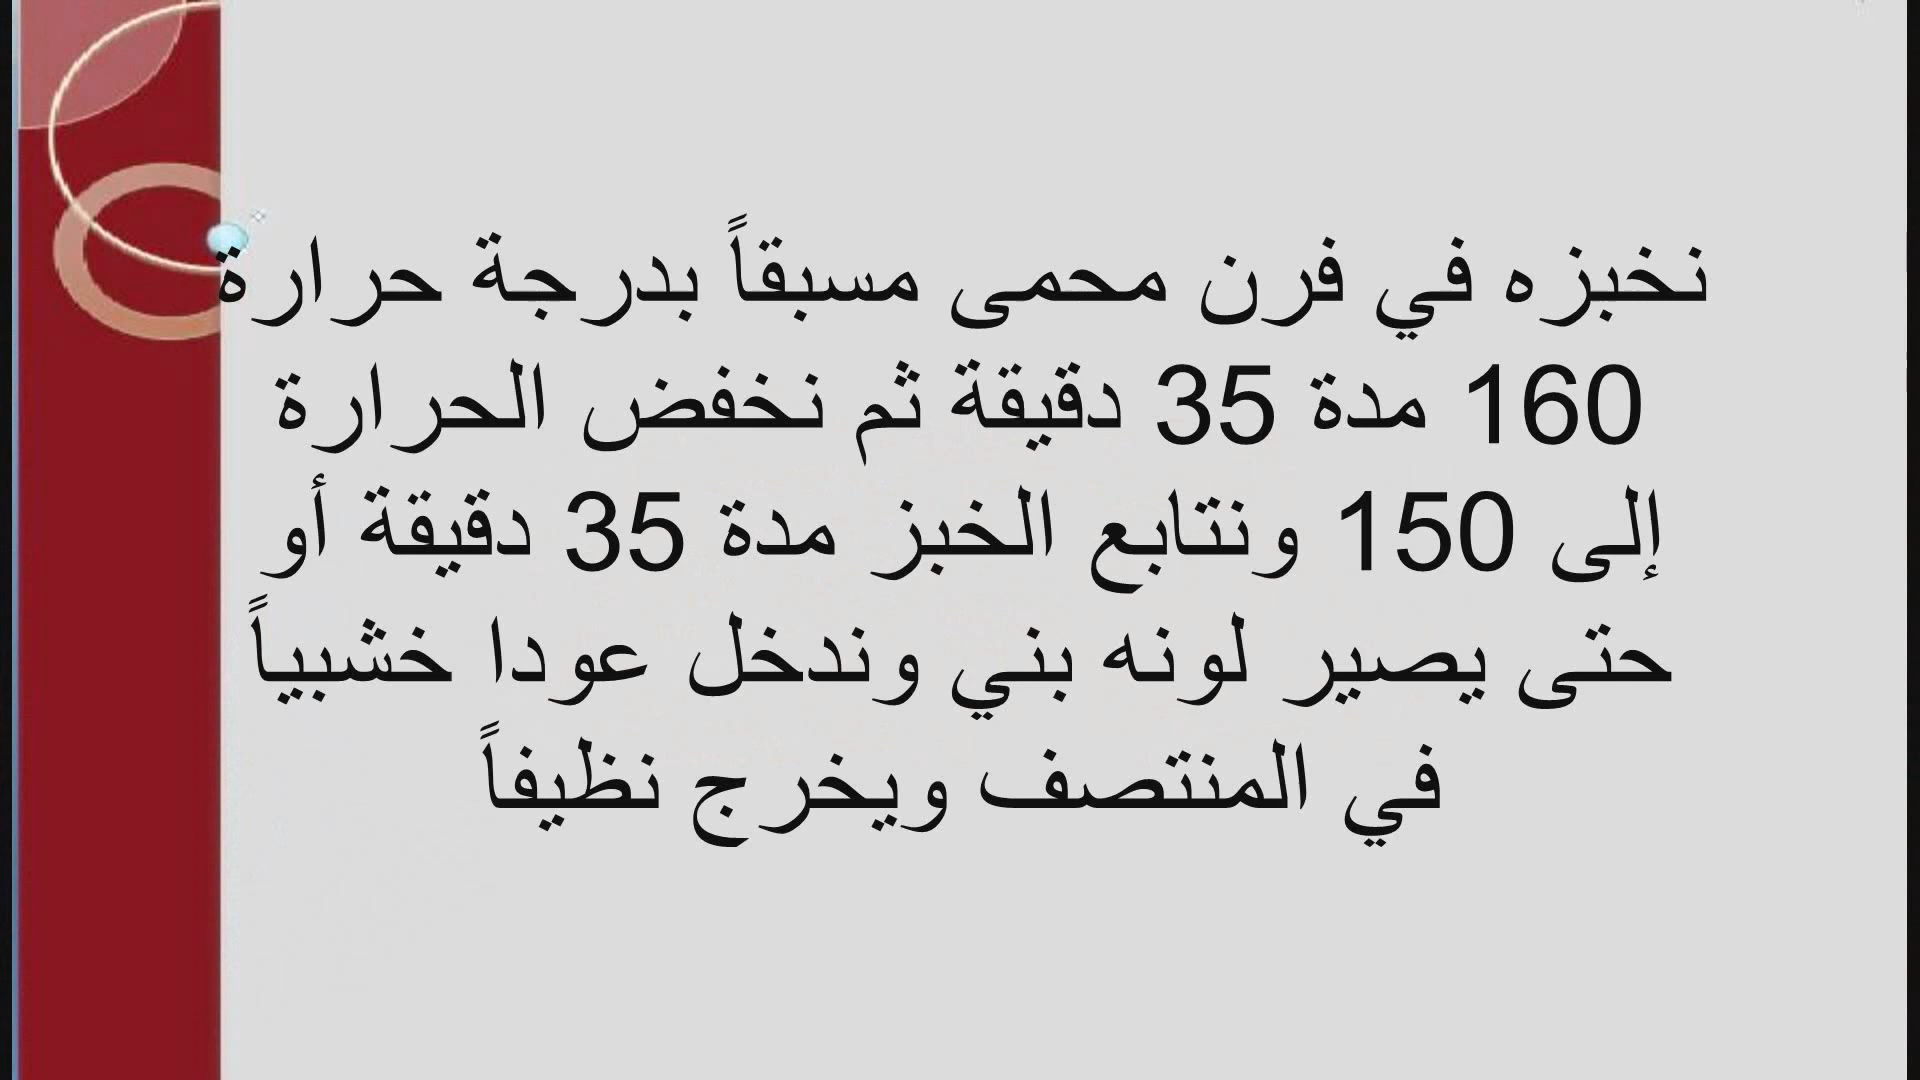 نخبزه في فرن محمى مسبقاً بدرجة حرارة
160 مدة 35 دقيقة ثم نخفض الحرارة
إلى 150 ونتابع الخبز مدة 35 دقيقة أو
حتى يصير لونه بني وندخل عودا خشبياً
في المنتصف ويخرج نظيفاً